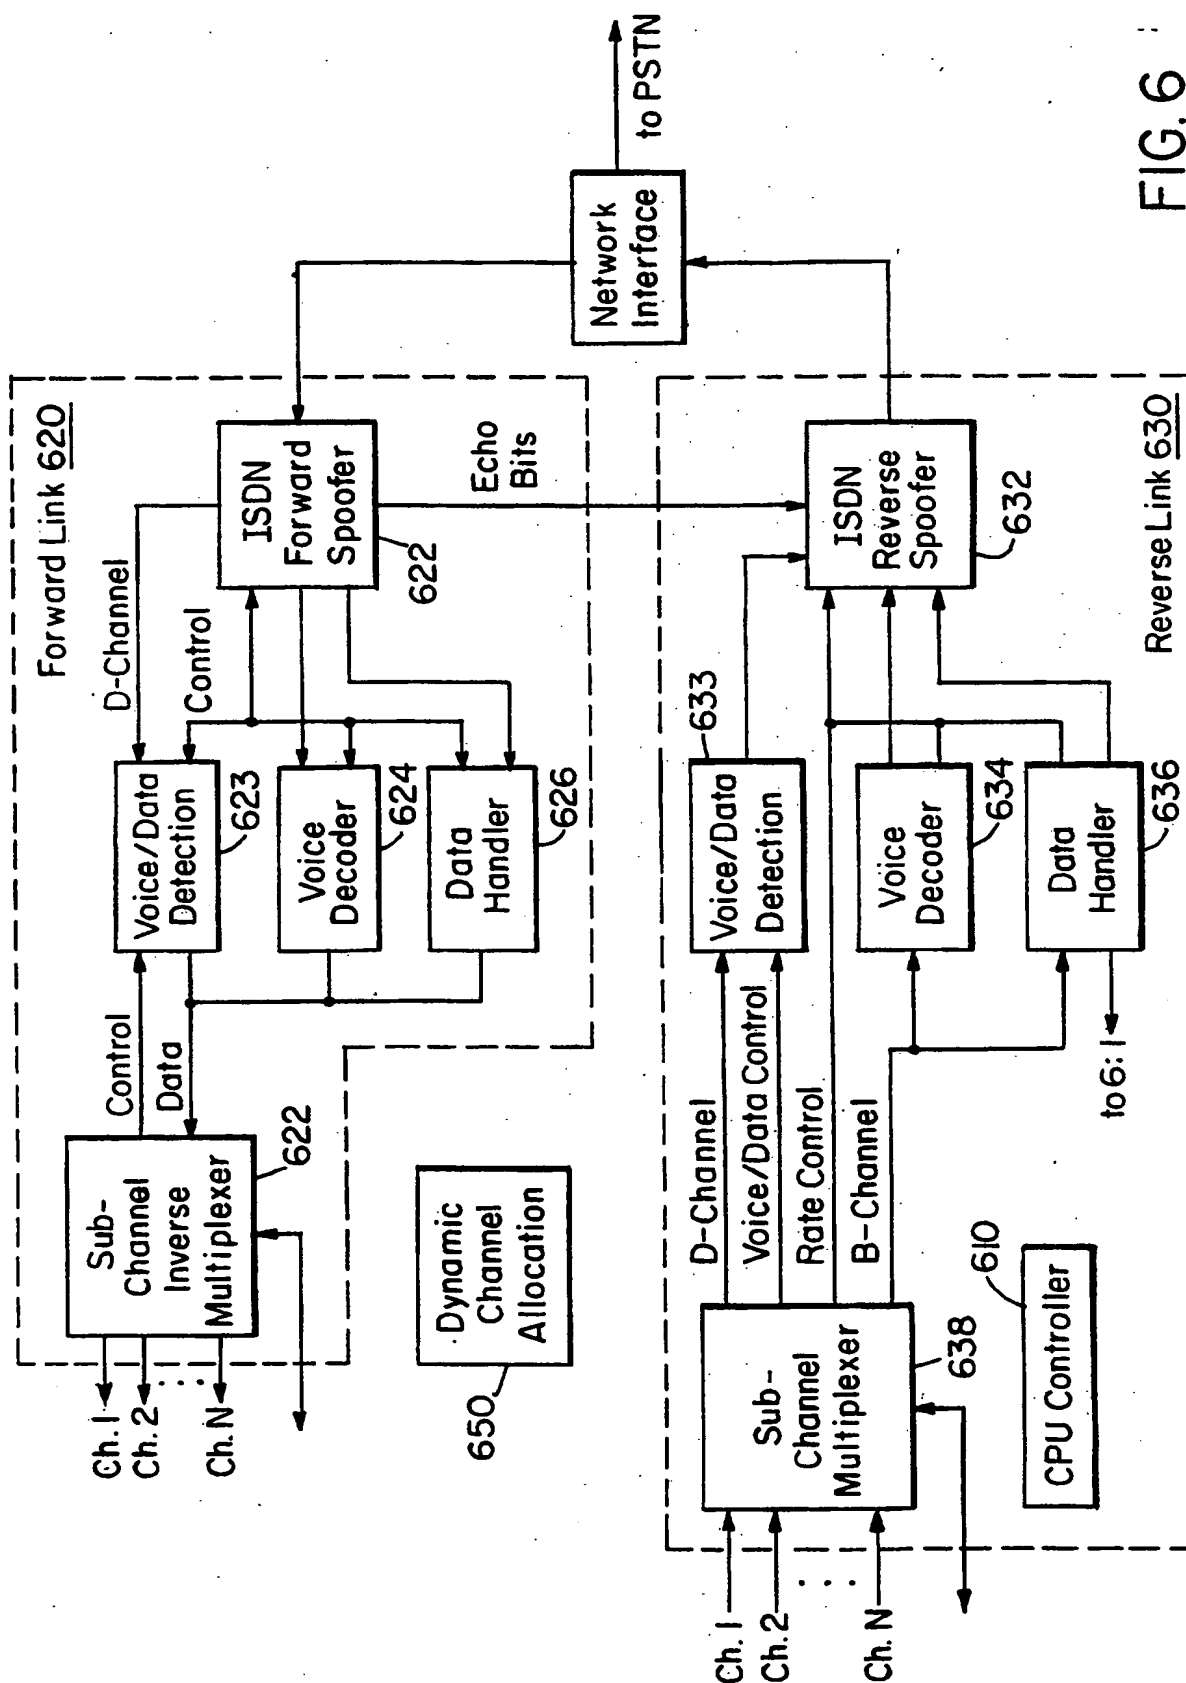 Forward Link 620
Ch. 1
Ch. 2
Ch. N
Sub-
Channel
Inverse
Multiplexer
622
Control
Data
Voice/Data
Detection
623
Voice
Decoder
624
Data
Handler
626
D-Channel
Control
ISDN
Forward
Spoofer
622
Echo
Bits
Network
Interface
to PSTN
Dynamic
Channel
Allocation
650
Reverse Link 630
Ch. 1
Ch. 2
Ch. N
Sub-
Channel
Multiplexer
638
D-Channel
Voice/Data Control
Rate Control
B-Channel
Voice/Data
Detection
633
Voice
Decoder
634
Data
Handler
636
to 6:1
ISDN
Reverse
Spoofer
632
CPU Controller
610
FIG. 6